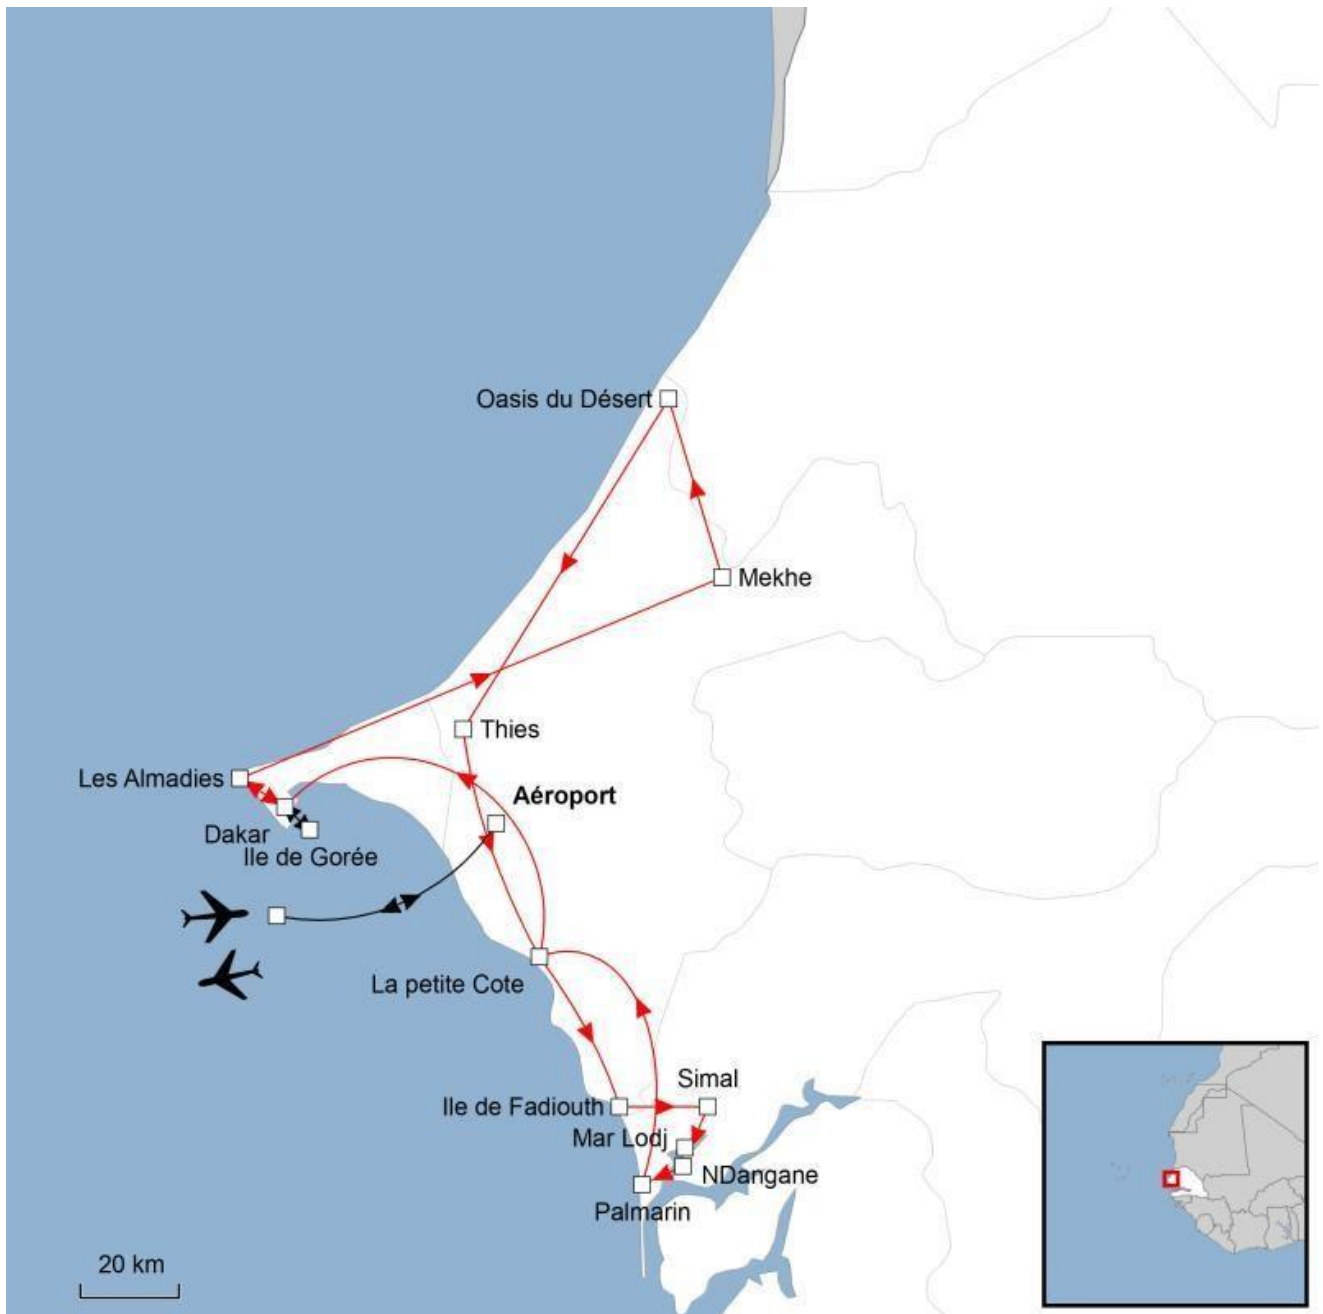 Oasis du Désert
Mekhe
Thies
Les Almadies
Aéroport
Dakar
Ile de Gorée
La petite Cote
Simal
Ile de Fadiouth
Mar Lodj
NDangane
Palmarin
20 km